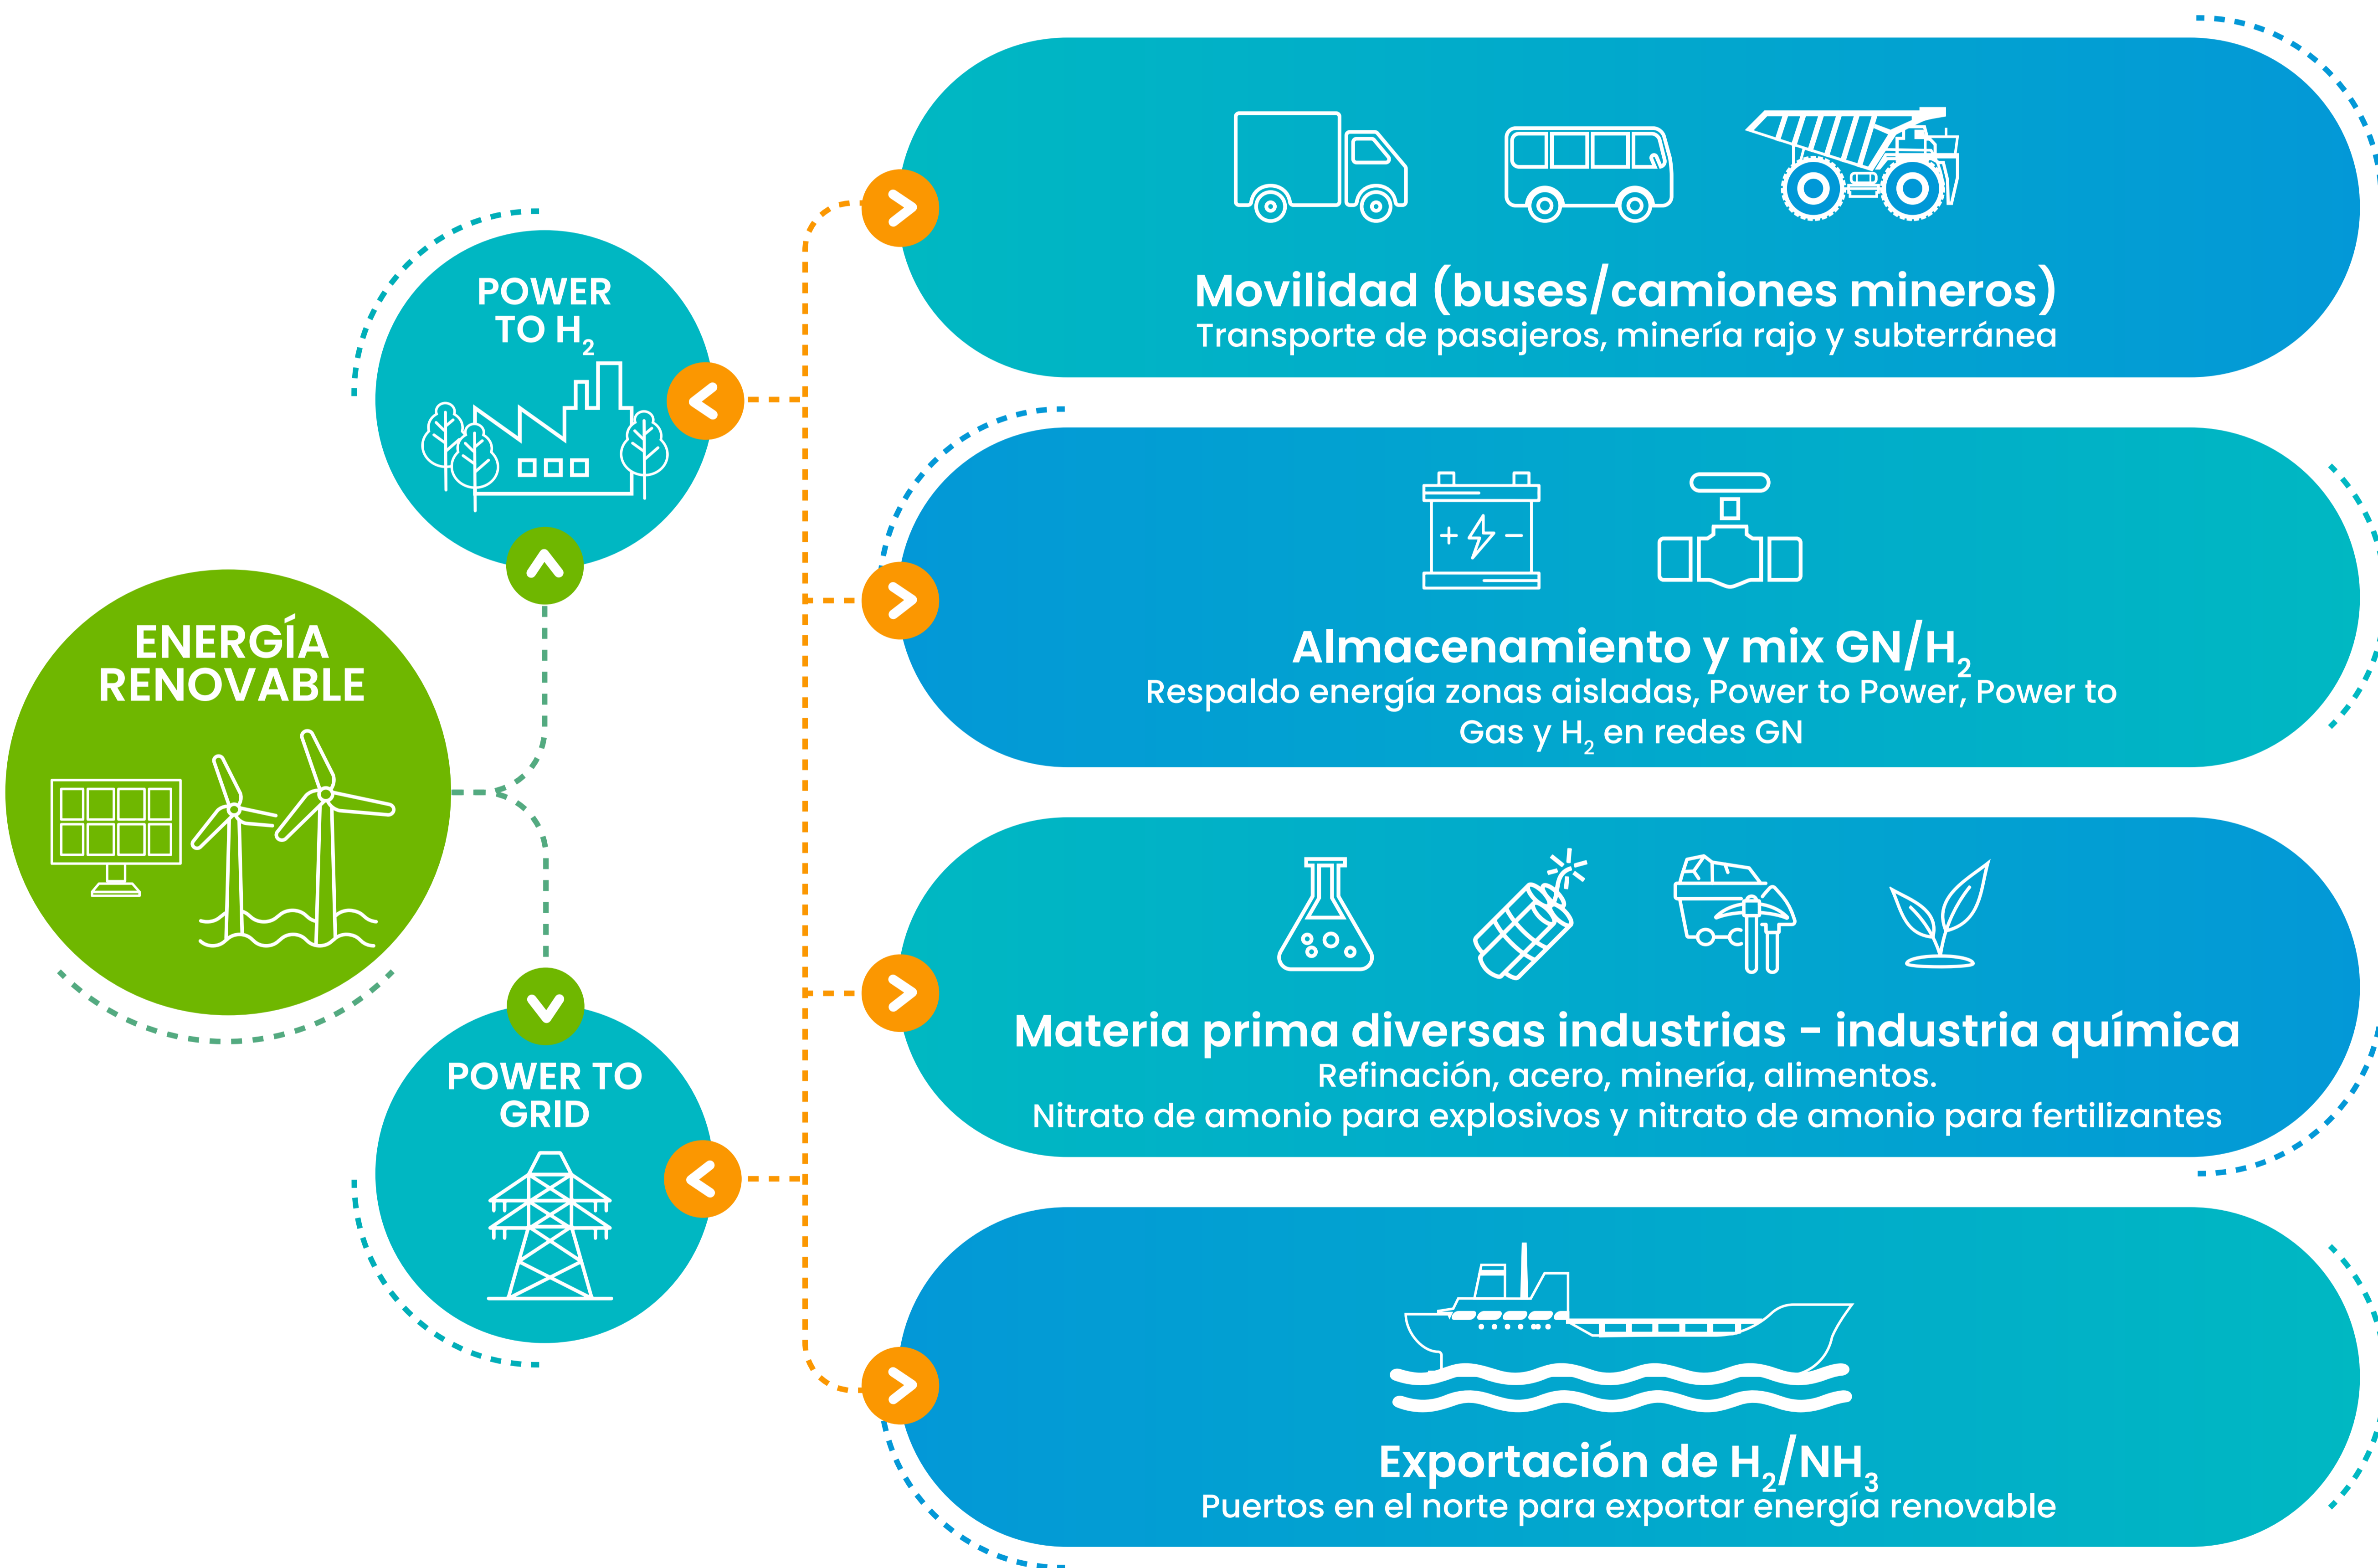 ENERGÍA
RENOVABLE
POWER
TO H₂
POWER TO
GRID
Movilidad (buses/camiones mineros)
Transporte de pasajeros, minería rajo y subterránea
Almacenamiento y mix GN/H₂
Respaldo energía zonas aisladas, Power to Power, Power to
Gas y H₂ en redes GN
Materia prima diversas industrias - industria química
Refinación, acero, minería, alimentos.
Nitrato de amonio para explosivos y nitrato de amonio para fertilizantes
Exportación de H₂/NH₃
Puertos en el norte para exportar energía renovable